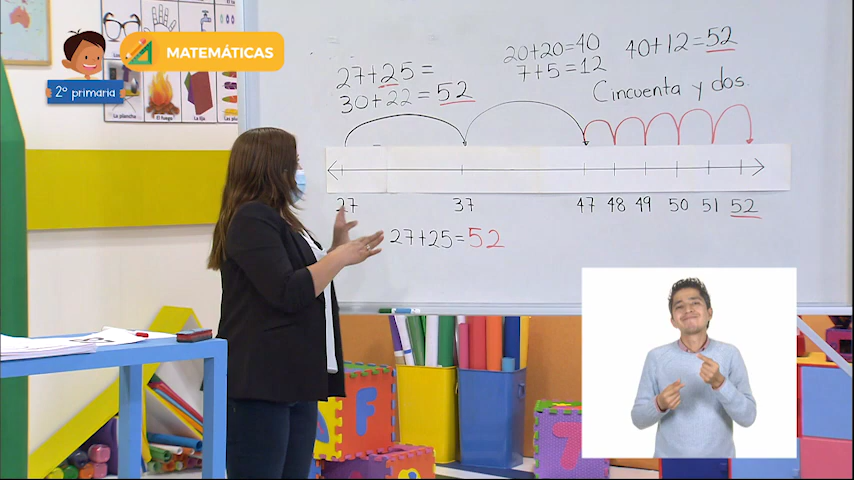 MATEMÁTICAS
2º primaria
La plancha
El fuego
La lija
27+25=
30+22=52
20+20=40
7+5=12
40+12=52
Cincuenta y dos.
27 37 47 48 49 50 51 52
27+25=52
F